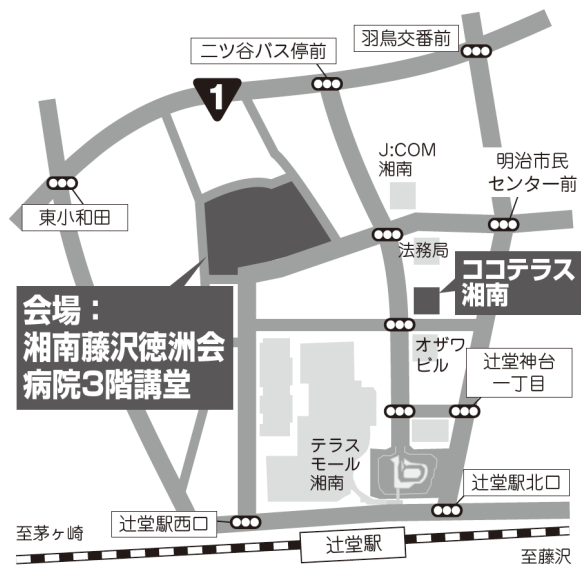 二ツ谷バス停前
羽鳥交番前
1
J:COM
湘南
明治市民
センター前
東小和田
法務局
ココテラス
湘南
会場：
湘南藤沢徳洲会
病院3階講堂
オザワ
ビル
辻堂神台
一丁目
テラス
モール
湘南
辻堂駅北口
辻堂駅西口
至茅ヶ崎
辻堂駅
至藤沢